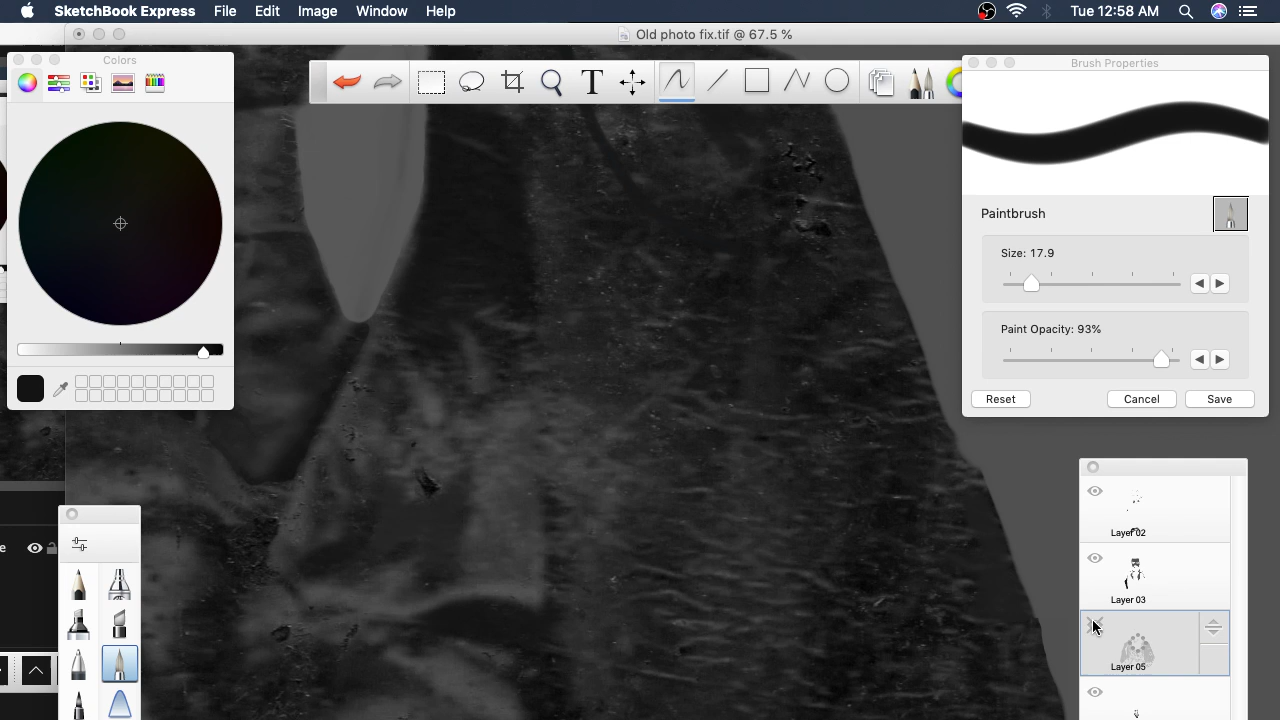 SketchBook Express File Edit Image Window Help Tue 12:58 AM
Old photo fix.tif @ 67.5 %
Colors
T
Brush Properties
Paintbrush
Size: 17.9
Paint Opacity: 93%
Reset Cancel Save
Layer 02
Layer 03
Layer 05
e